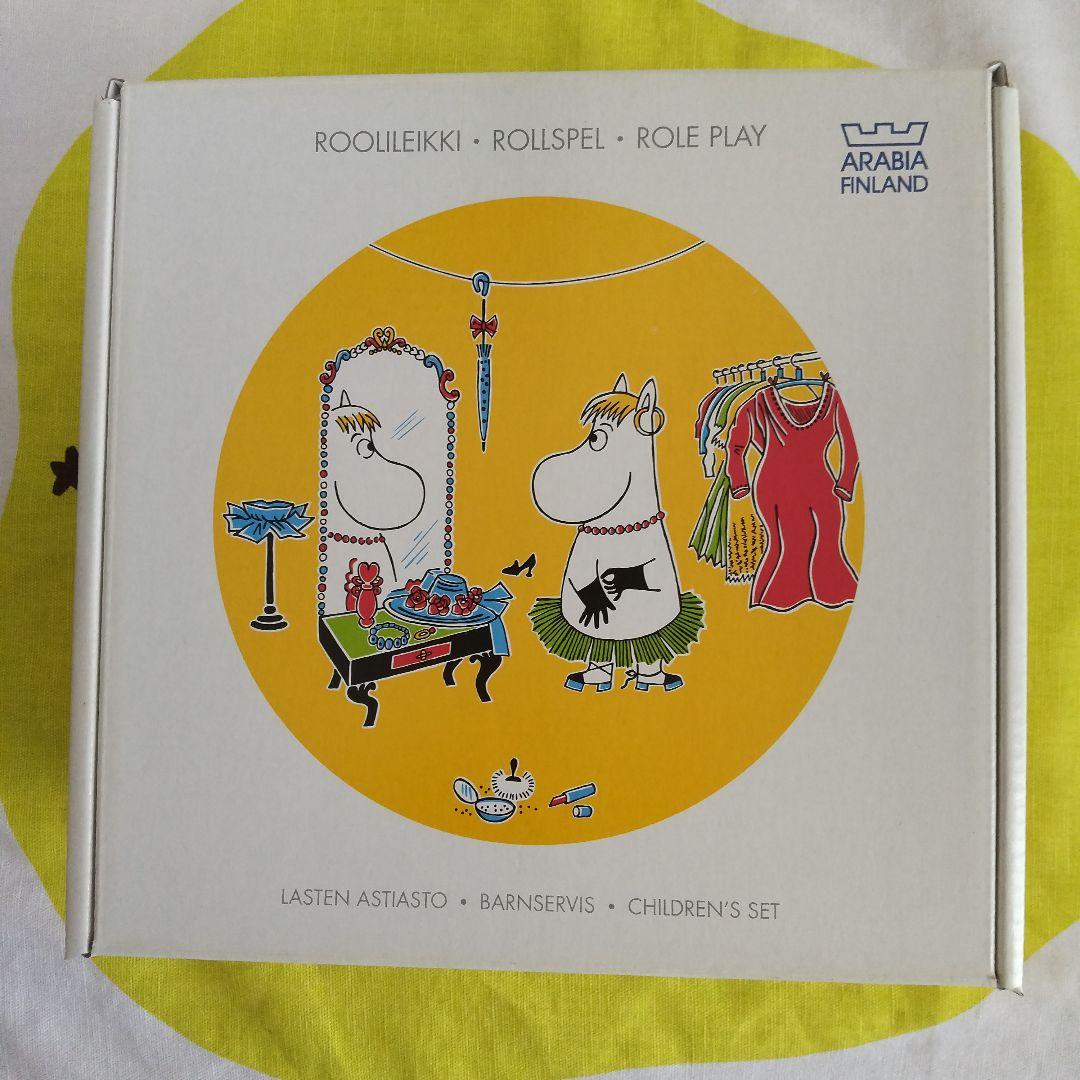 ROOLILEIKKI • ROLLSPEL • ROLE PLAY
ARABIA
FINLAND
LASTEN ASTIASTO • BARNSERVIS • CHILDREN'S SET